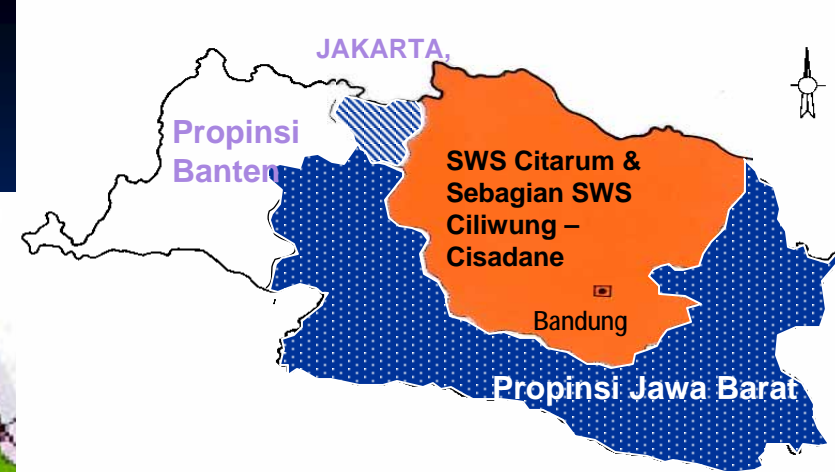 JAKARTA,
Propinsi
Banten
SWS Citarum &
Sebagian SWS
Ciliwung –
Cisadane
Bandung
Propinsi Jawa Barat